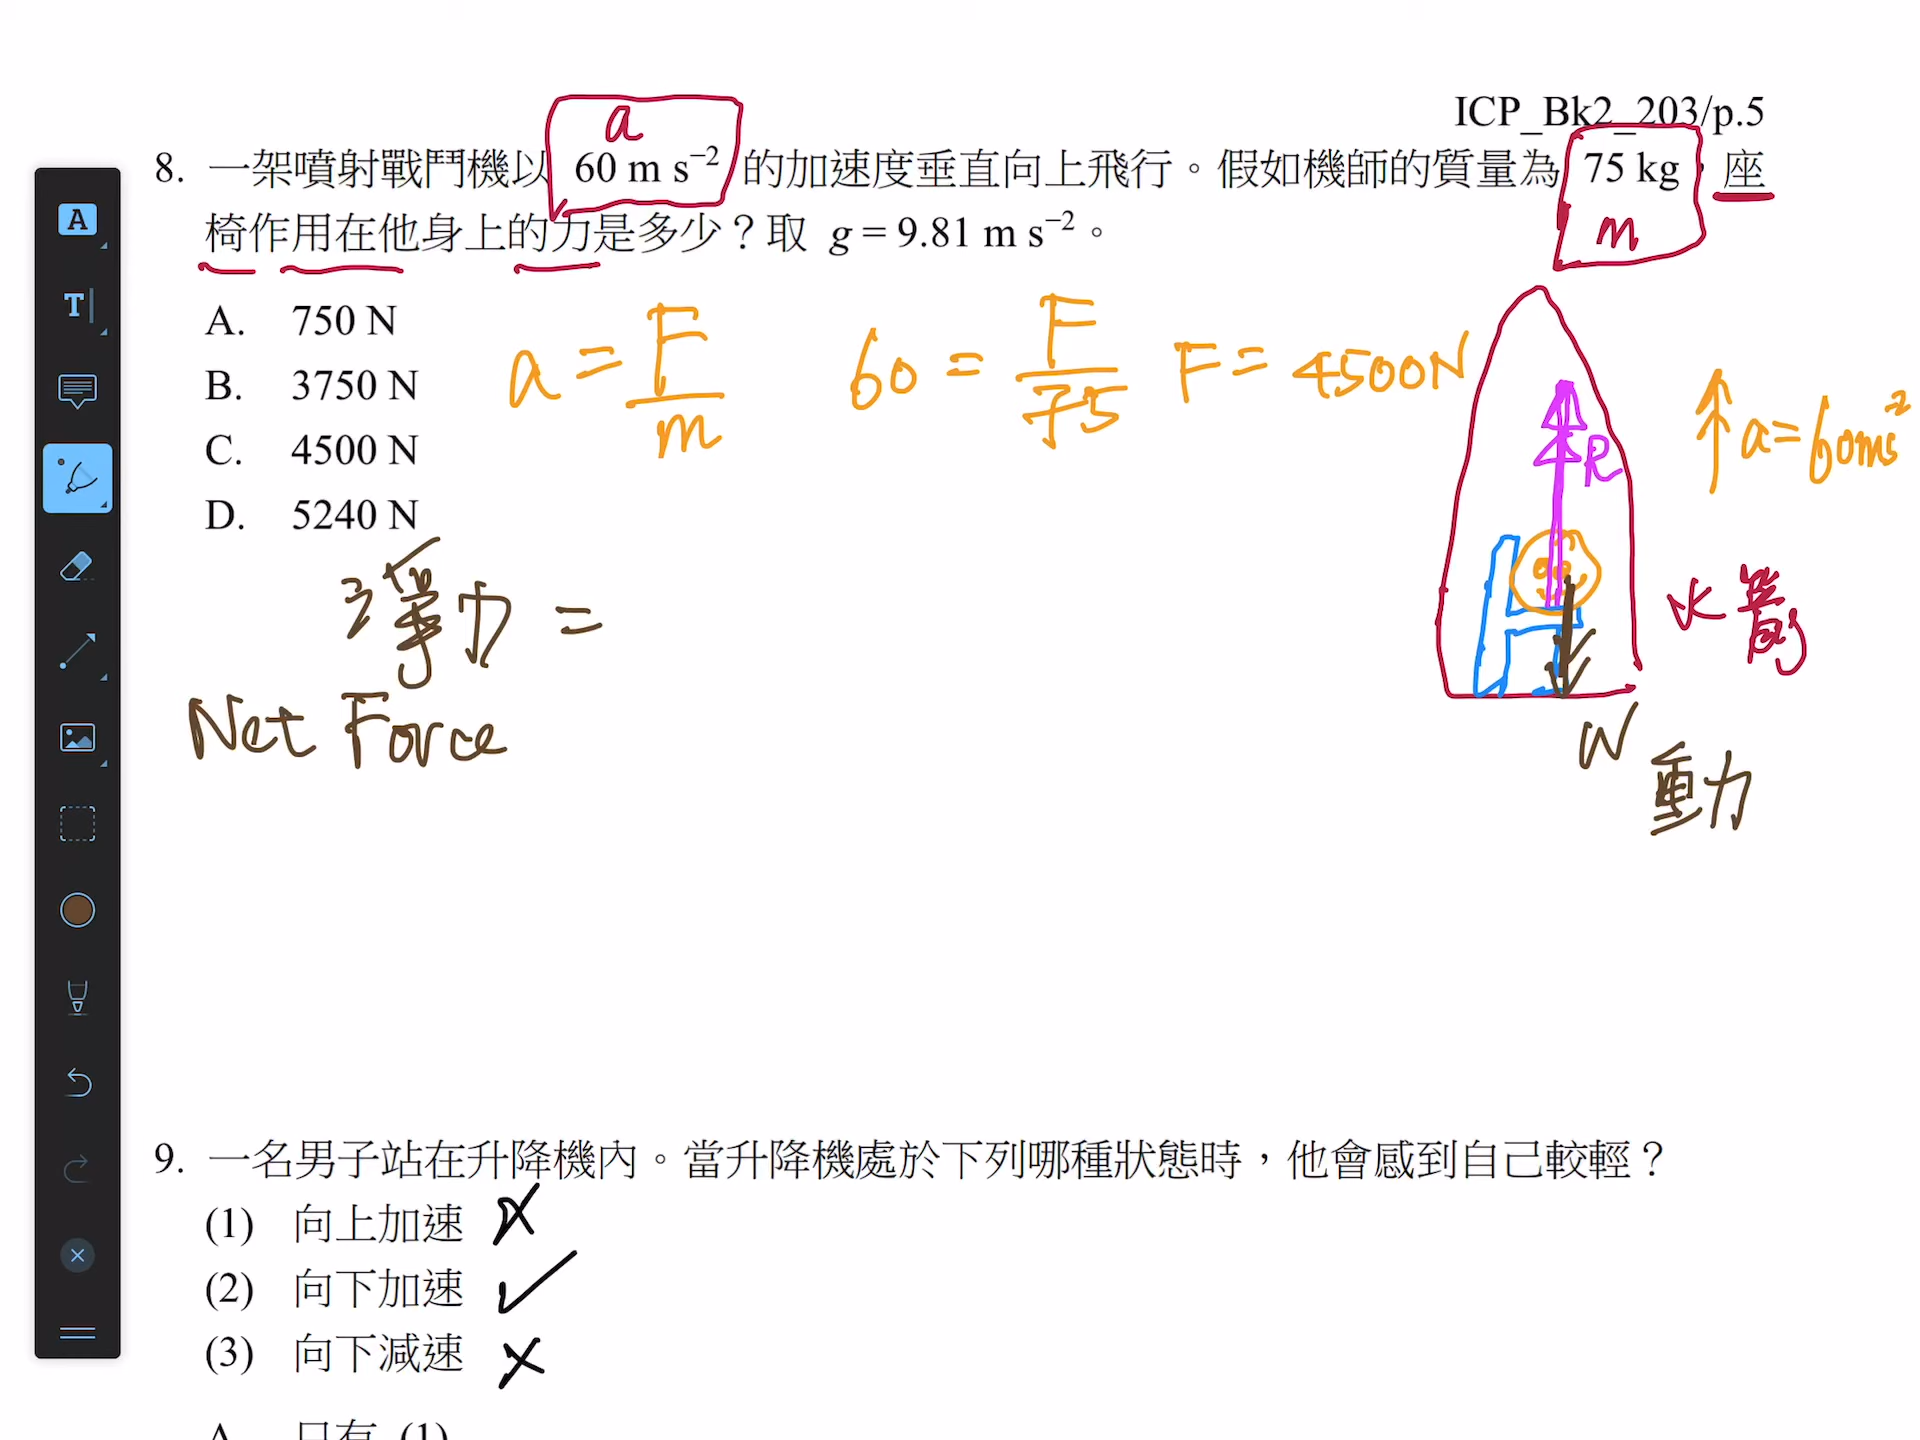 ICP_Bk2_203/p.5
a
8. 一架噴射戰鬥機以 60 m s⁻² 的加速度垂直向上飛行。假如機師的質量為 75 kg,座
椅作用在他身上的力是多少?取 g = 9.81 m s⁻²。
m
A. 750 N
B. 3750 N
C. 4500 N
D. 5240 N
a = F/m 60 = F/75 F = 4500N
R
a = 60ms⁻²
淨力 =
Net Force
火箭
W
動力
9. 一名男子站在升降機內。當升降機處於下列哪種狀態時,他會感到自己較輕?
(1) 向上加速 ✗
(2) 向下加速 ✓
(3) 向下減速 ✗
A. 只有 (1)
A
T